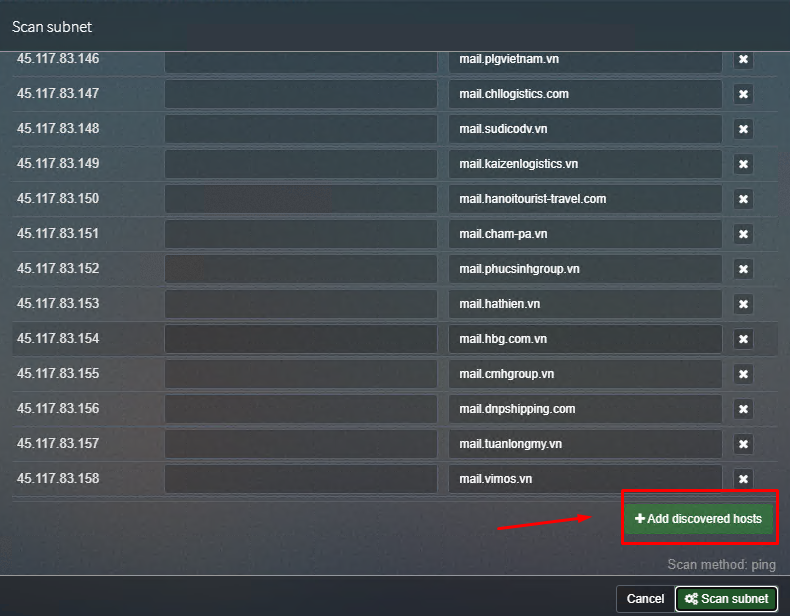 Scan subnet
45.117.83.146 mail.plgvietnam.vn
45.117.83.147 mail.chllogistics.com
45.117.83.148 mail.sudicodv.vn
45.117.83.149 mail.kaizenlogistics.vn
45.117.83.150 mail.hanoitourist-travel.com
45.117.83.151 mail.cham-pa.vn
45.117.83.152 mail.phucsinhgroup.vn
45.117.83.153 mail.hathien.vn
45.117.83.154 mail.hbg.com.vn
45.117.83.155 mail.cmhgroup.vn
45.117.83.156 mail.dnpshipping.com
45.117.83.157 mail.tuanlongmy.vn
45.117.83.158 mail.vimos.vn
Add discovered hosts
Scan method: ping
Cancel Scan subnet